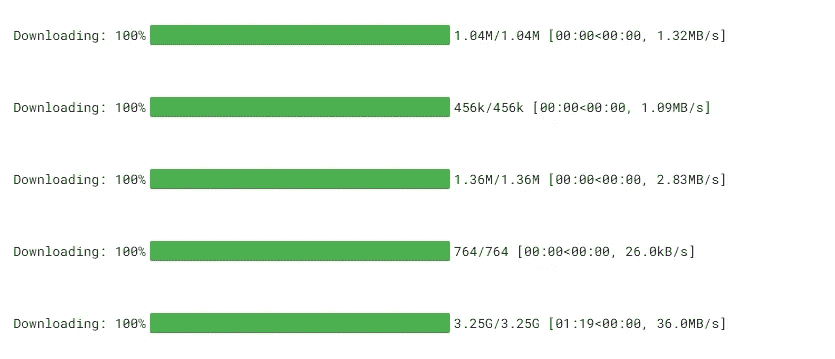 Downloading: 100% 1.04M/1.04M [00:00<00:00, 1.32MB/s]
Downloading: 100% 456k/456k [00:00<00:00, 1.09MB/s]
Downloading: 100% 1.36M/1.36M [00:00<00:00, 2.83MB/s]
Downloading: 100% 764/764 [00:00<00:00, 26.0kB/s]
Downloading: 100% 3.25G/3.25G [01:19<00:00, 36.0MB/s]